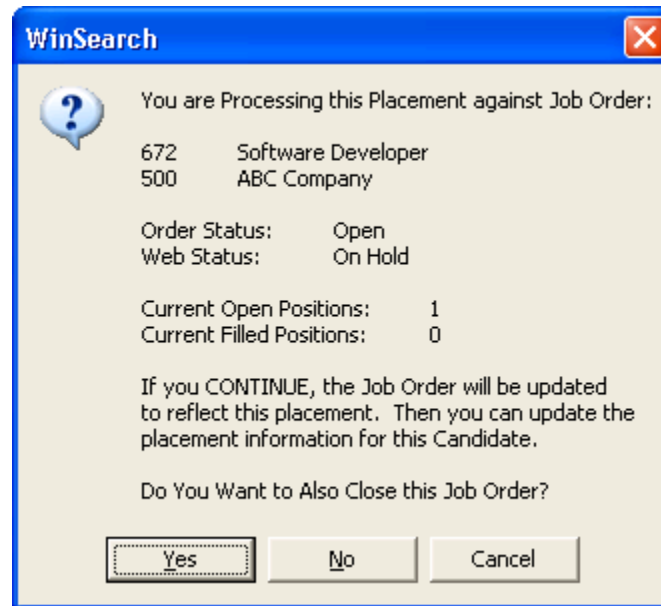 WinSearch
You are Processing this Placement against Job Order:
672 Software Developer
500 ABC Company
Order Status: Open
Web Status: On Hold
Current Open Positions: 1
Current Filled Positions: 0
If you CONTINUE, the Job Order will be updated
to reflect this placement. Then you can update the
placement information for this Candidate.
Do You Want to Also Close this Job Order?
Yes No Cancel